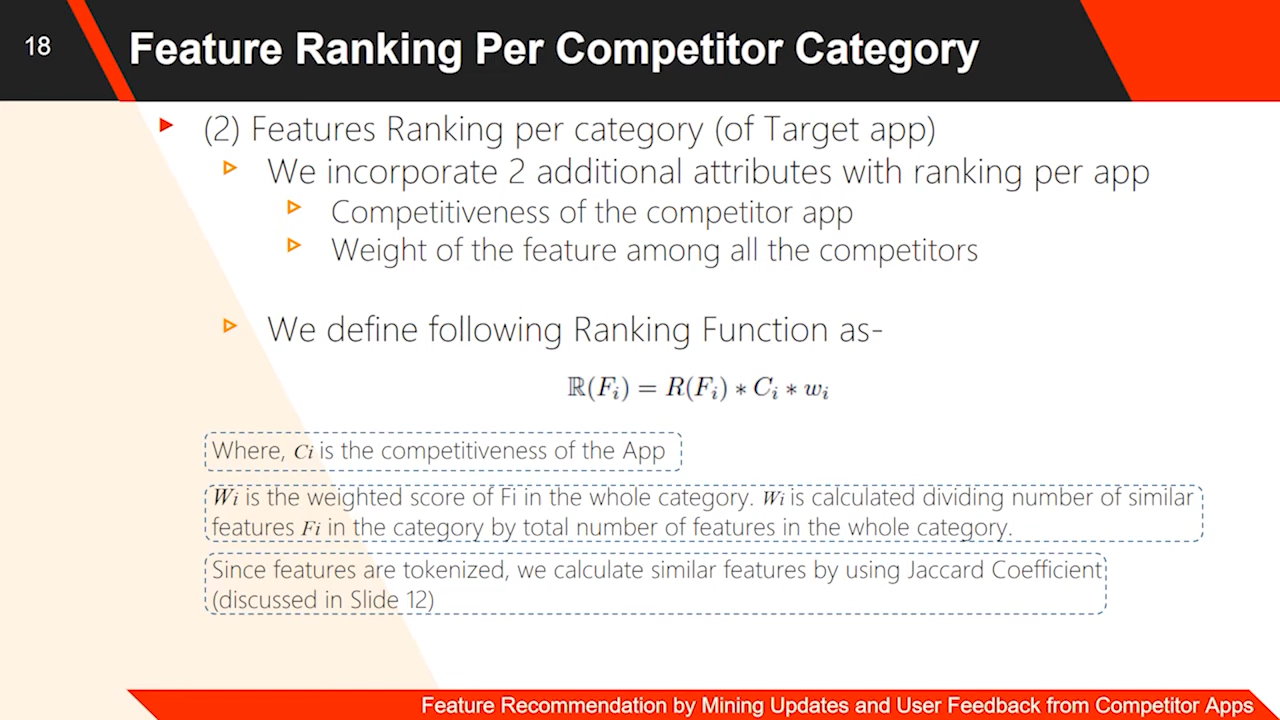 18
Feature Ranking Per Competitor Category
(2) Features Ranking per category (of Target app)
We incorporate 2 additional attributes with ranking per app
Competitiveness of the competitor app
Weight of the feature among all the competitors
We define following Ranking Function as-
ℝ(Fᵢ) = R(Fᵢ) ∗ Cᵢ ∗ wᵢ
Where, Ci is the competitiveness of the App
Wi is the weighted score of Fi in the whole category. Wi is calculated dividing number of similar
features Fi in the category by total number of features in the whole category.
Since features are tokenized, we calculate similar features by using Jaccard Coefficient
(discussed in Slide 12)
Feature Recommendation by Mining Updates and User Feedback from Competitor Apps